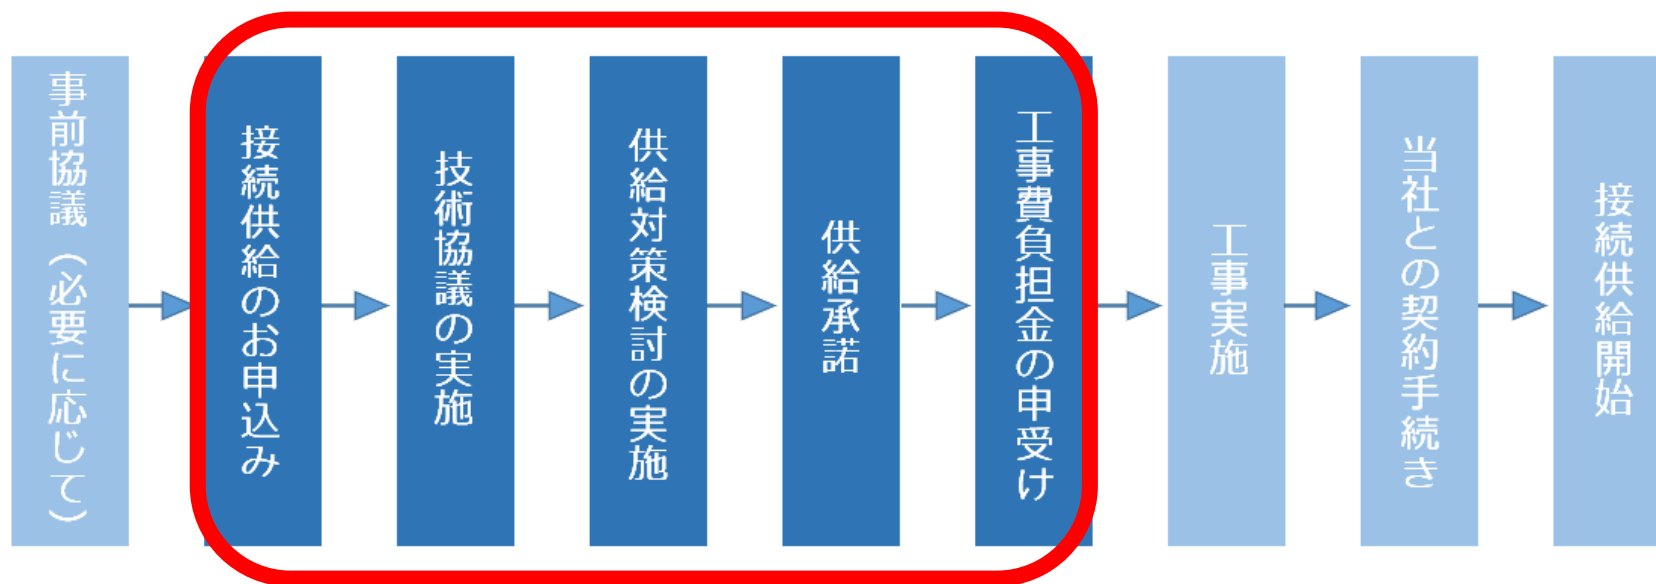 事前協議（必要に応じて）
接続供給のお申込み
技術協議の実施
供給対策検討の実施
供給承諾
工事費負担金の申受け
工事実施
当社との契約手続き
接続供給開始